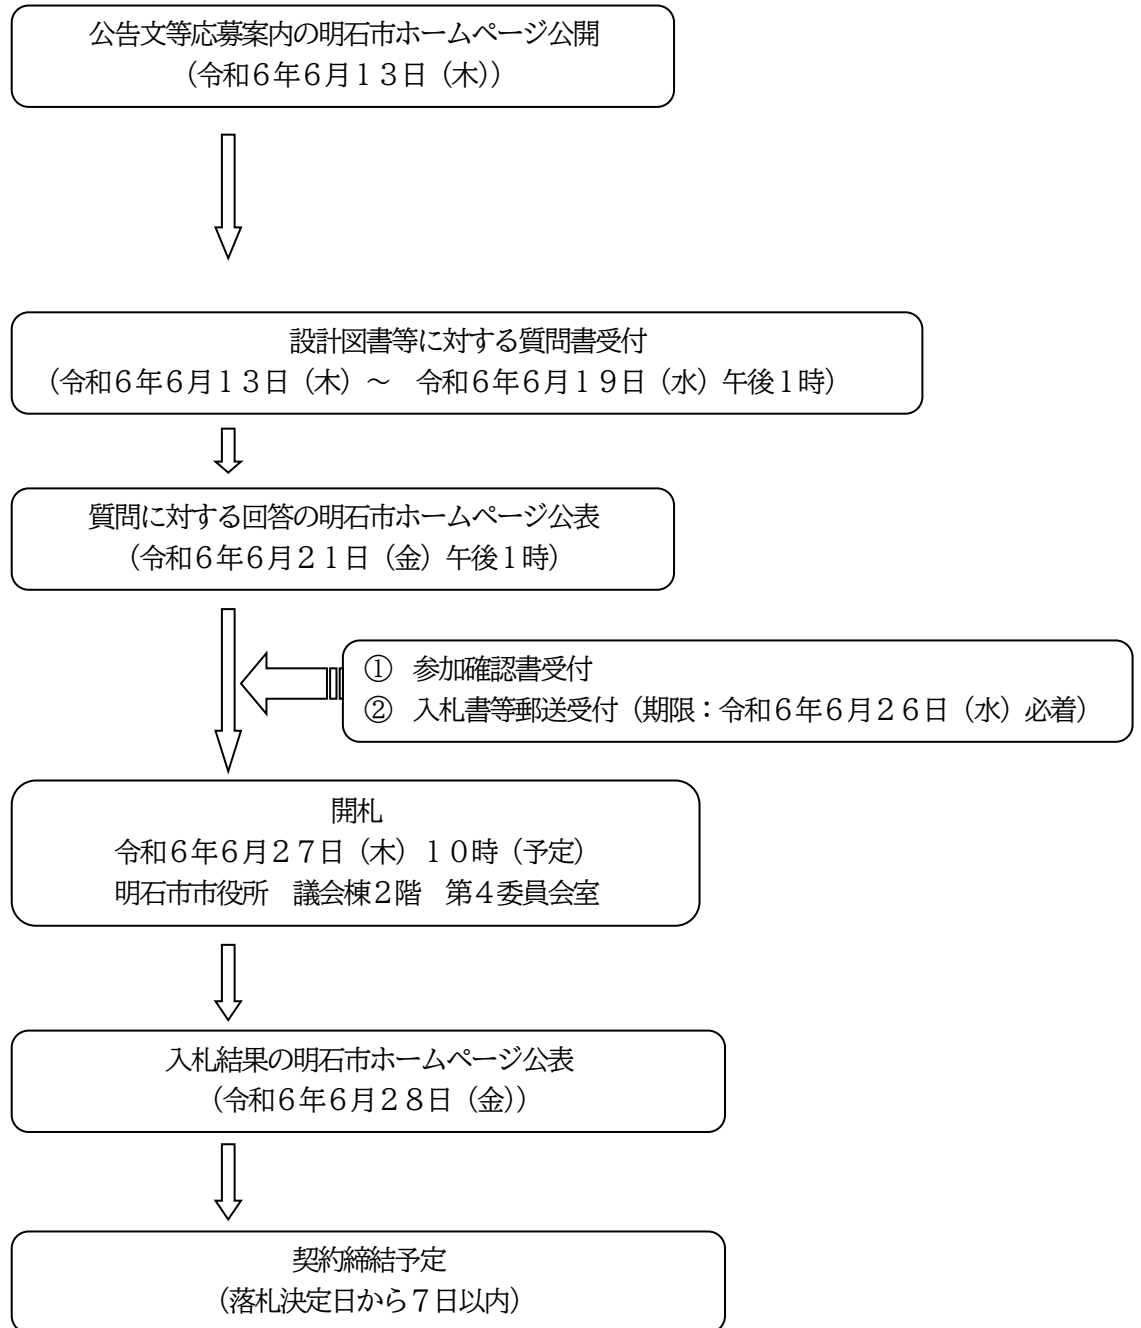 公告文等応募案内の明石市ホームページ公開
（令和６年６月１３日（木））
設計図書等に対する質問書受付
（令和６年６月１３日（木）～　令和６年６月１９日（水）午後１時）
質問に対する回答の明石市ホームページ公表
（令和６年６月２１日（金）午後１時）
①　参加確認書受付
②　入札書等郵送受付（期限：令和６年６月２６日（水）必着）
開札
令和６年６月２７日（木）１０時（予定）
明石市市役所　議会棟２階　第４委員会室
入札結果の明石市ホームページ公表
（令和６年６月２８日（金））
契約締結予定
（落札決定日から７日以内）